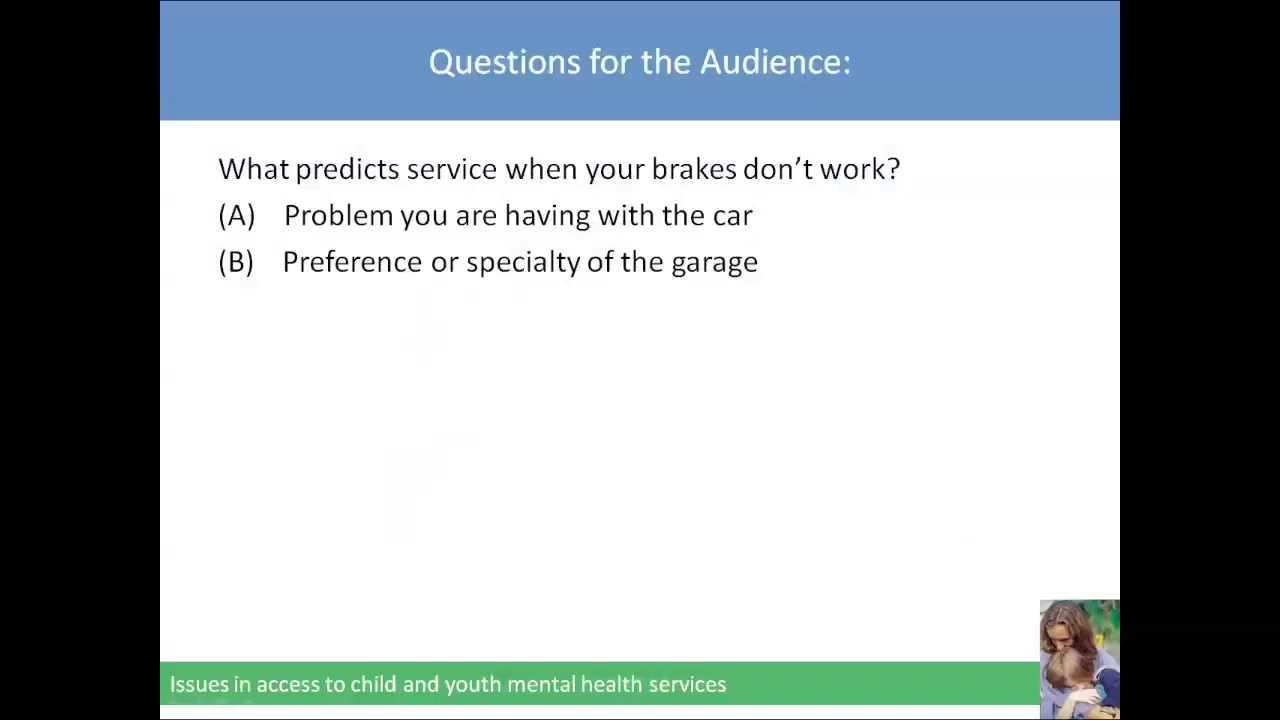 Questions for the Audience:
What predicts service when your brakes don’t work?
(A) Problem you are having with the car
(B) Preference or specialty of the garage
Issues in access to child and youth mental health services